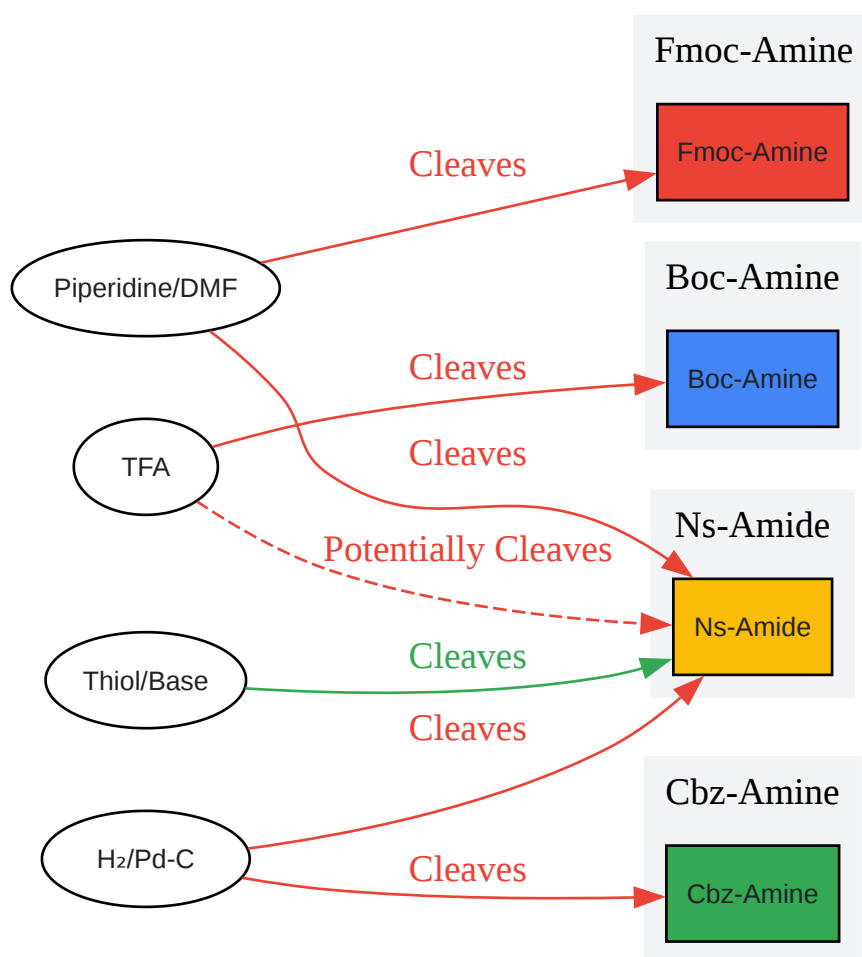 Fmoc-Amine
Fmoc-Amine
Cleaves
Boc-Amine
Piperidine/DMF
Cleaves
Boc-Amine
Cleaves
TFA
Ns-Amide
Potentially Cleaves
Ns-Amide
Cleaves
Thiol/Base
Cleaves
Cbz-Amine
H₂/Pd-C
Cleaves
Cbz-Amine